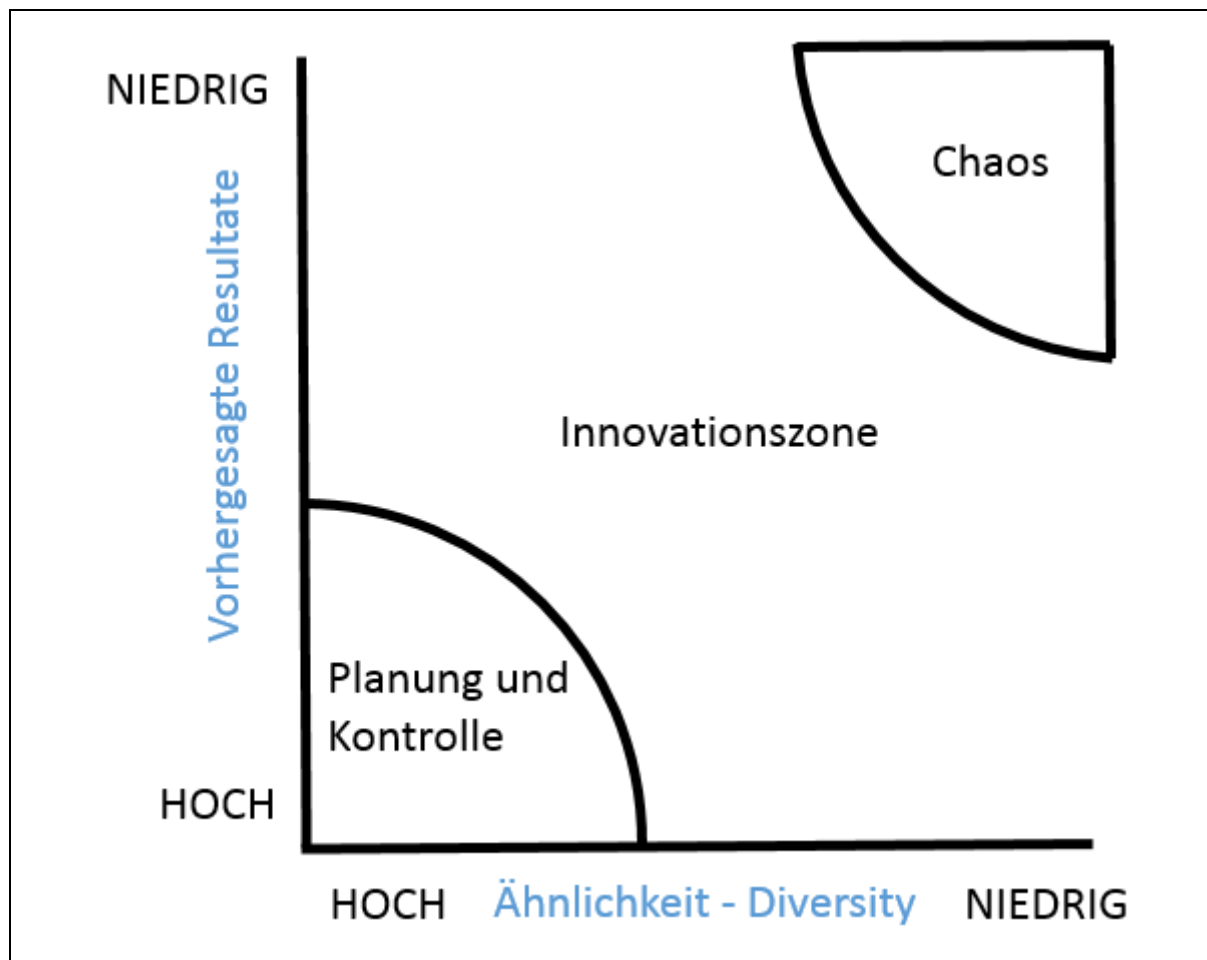 NIEDRIG
Vorhergesagte Resultate
Chaos
Innovationszone
Planung und
Kontrolle
HOCH
HOCH Ähnlichkeit - Diversity NIEDRIG